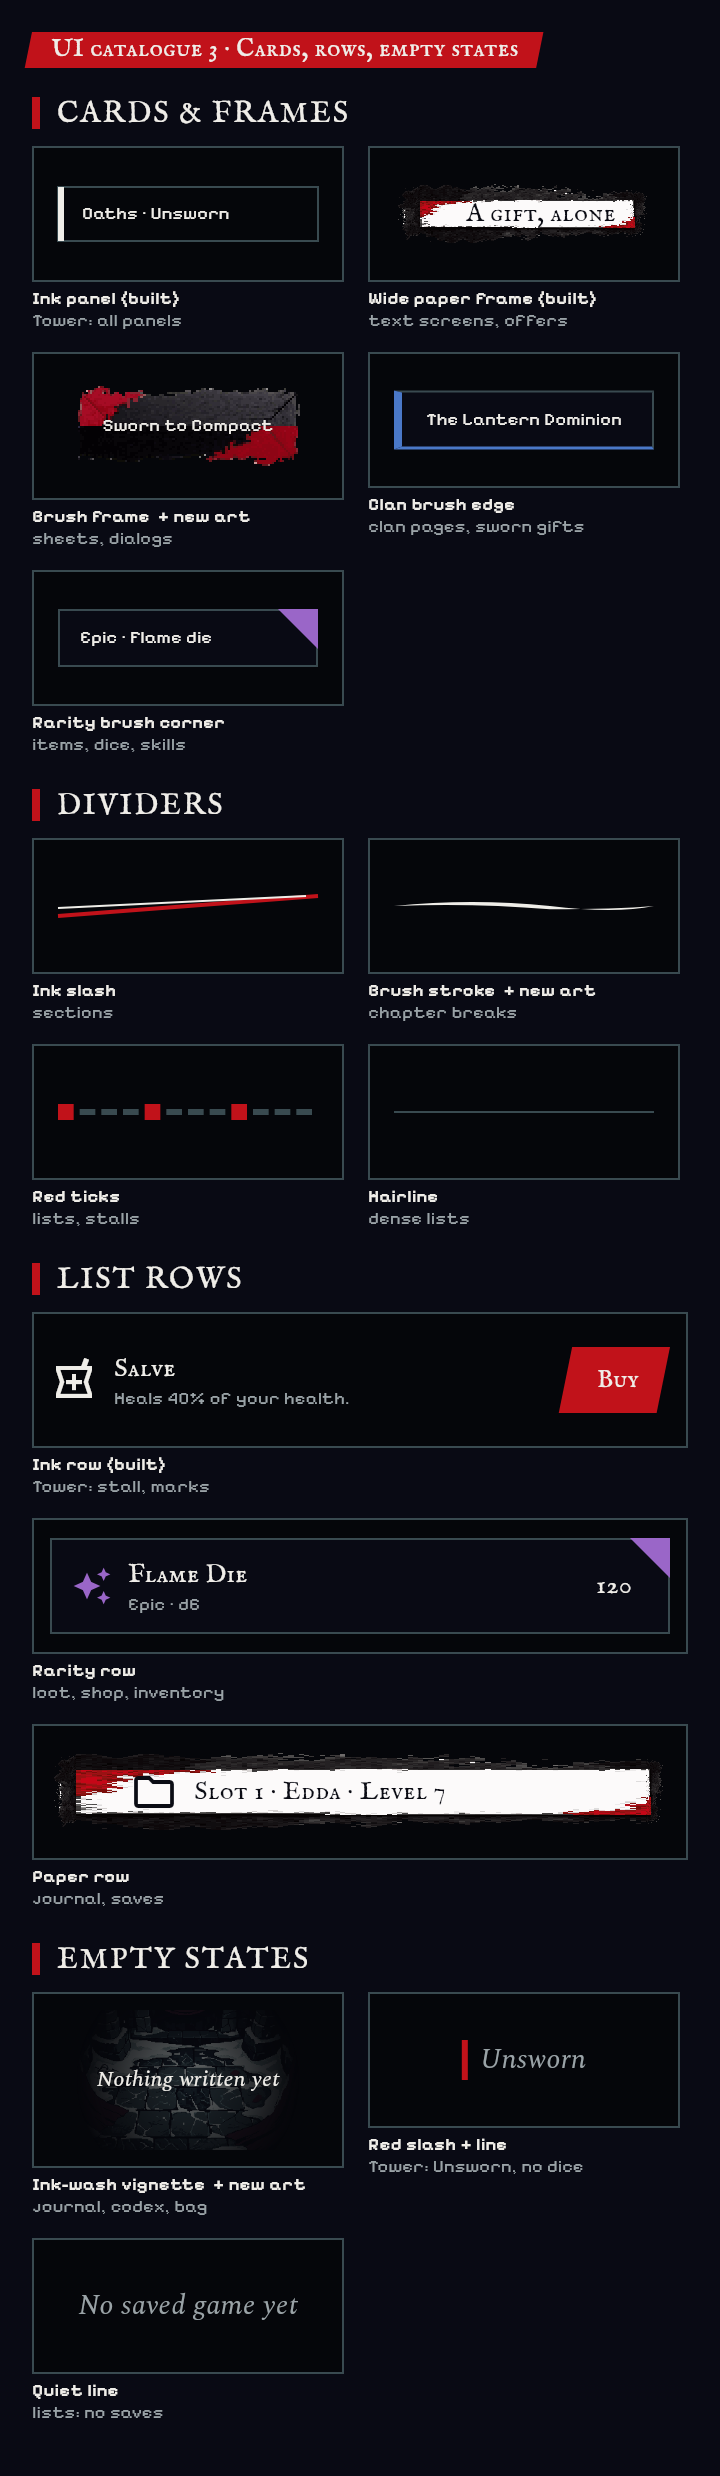 UI catalogue 3 · Cards, rows, empty states
CARDS & FRAMES
Oaths · Unsworn
Ink panel (built)
Tower: all panels
A gift, alone
Wide paper frame (built)
text screens, offers
Sworn to Compact
Brush frame + new art
sheets, dialogs
The Lantern Dominion
Clan brush edge
clan pages, sworn gifts
Epic · Flame die
Rarity brush corner
items, dice, skills
DIVIDERS
Ink slash
sections
Brush stroke + new art
chapter breaks
Red ticks
lists, stalls
Hairline
dense lists
LIST ROWS
Salve
Heals 40% of your health.
Buy
Ink row (built)
Tower: stall, marks
Flame Die
Epic · d6
120
Rarity row
loot, shop, inventory
Slot 1 · Edda · Level 7
Paper row
Journal, saves
EMPTY STATES
Nothing written yet
Ink-wash vignette + new art
Journal, codex, bag
Unsworn
Red slash + line
Tower: Unsworn, no dice
No saved game yet
Quiet line
lists: no saves